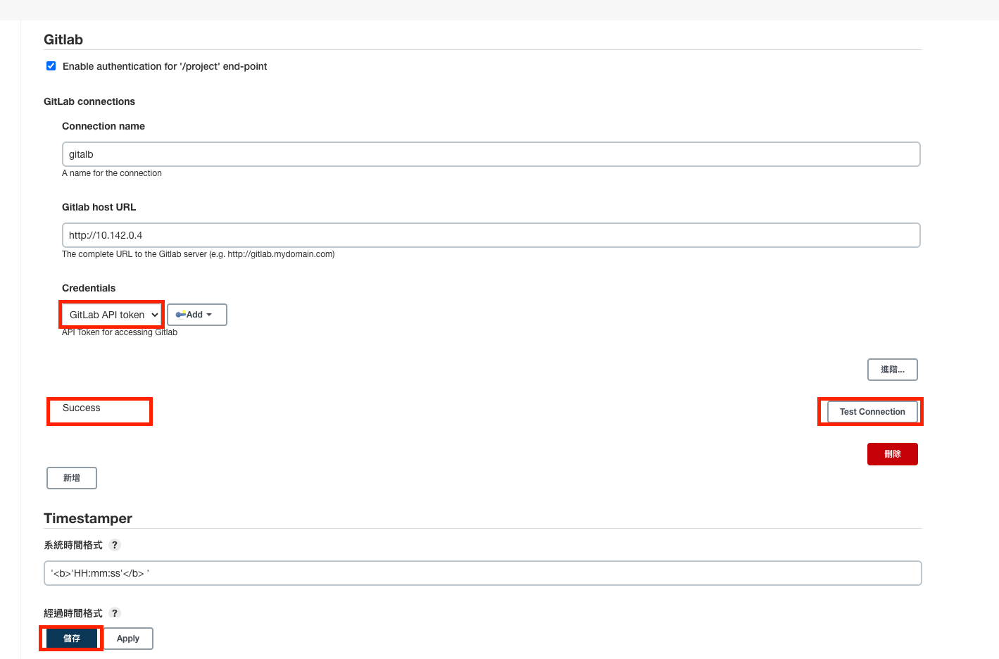 Gitlab
Enable authentication for '/project' end-point
GitLab connections
Connection name
gitalb
A name for the connection
Gitlab host URL
http://10.142.0.4
The complete URL to the Gitlab server (e.g. http://gitlab.mydomain.com)
Credentials
GitLab API token Add
API Token for accessing Gitlab
進階...
Success Test Connection
刪除
新增
Timestamper
系統時間格式 ?
'<b>'HH:mm:ss'</b> '
經過時間格式 ?
儲存 Apply